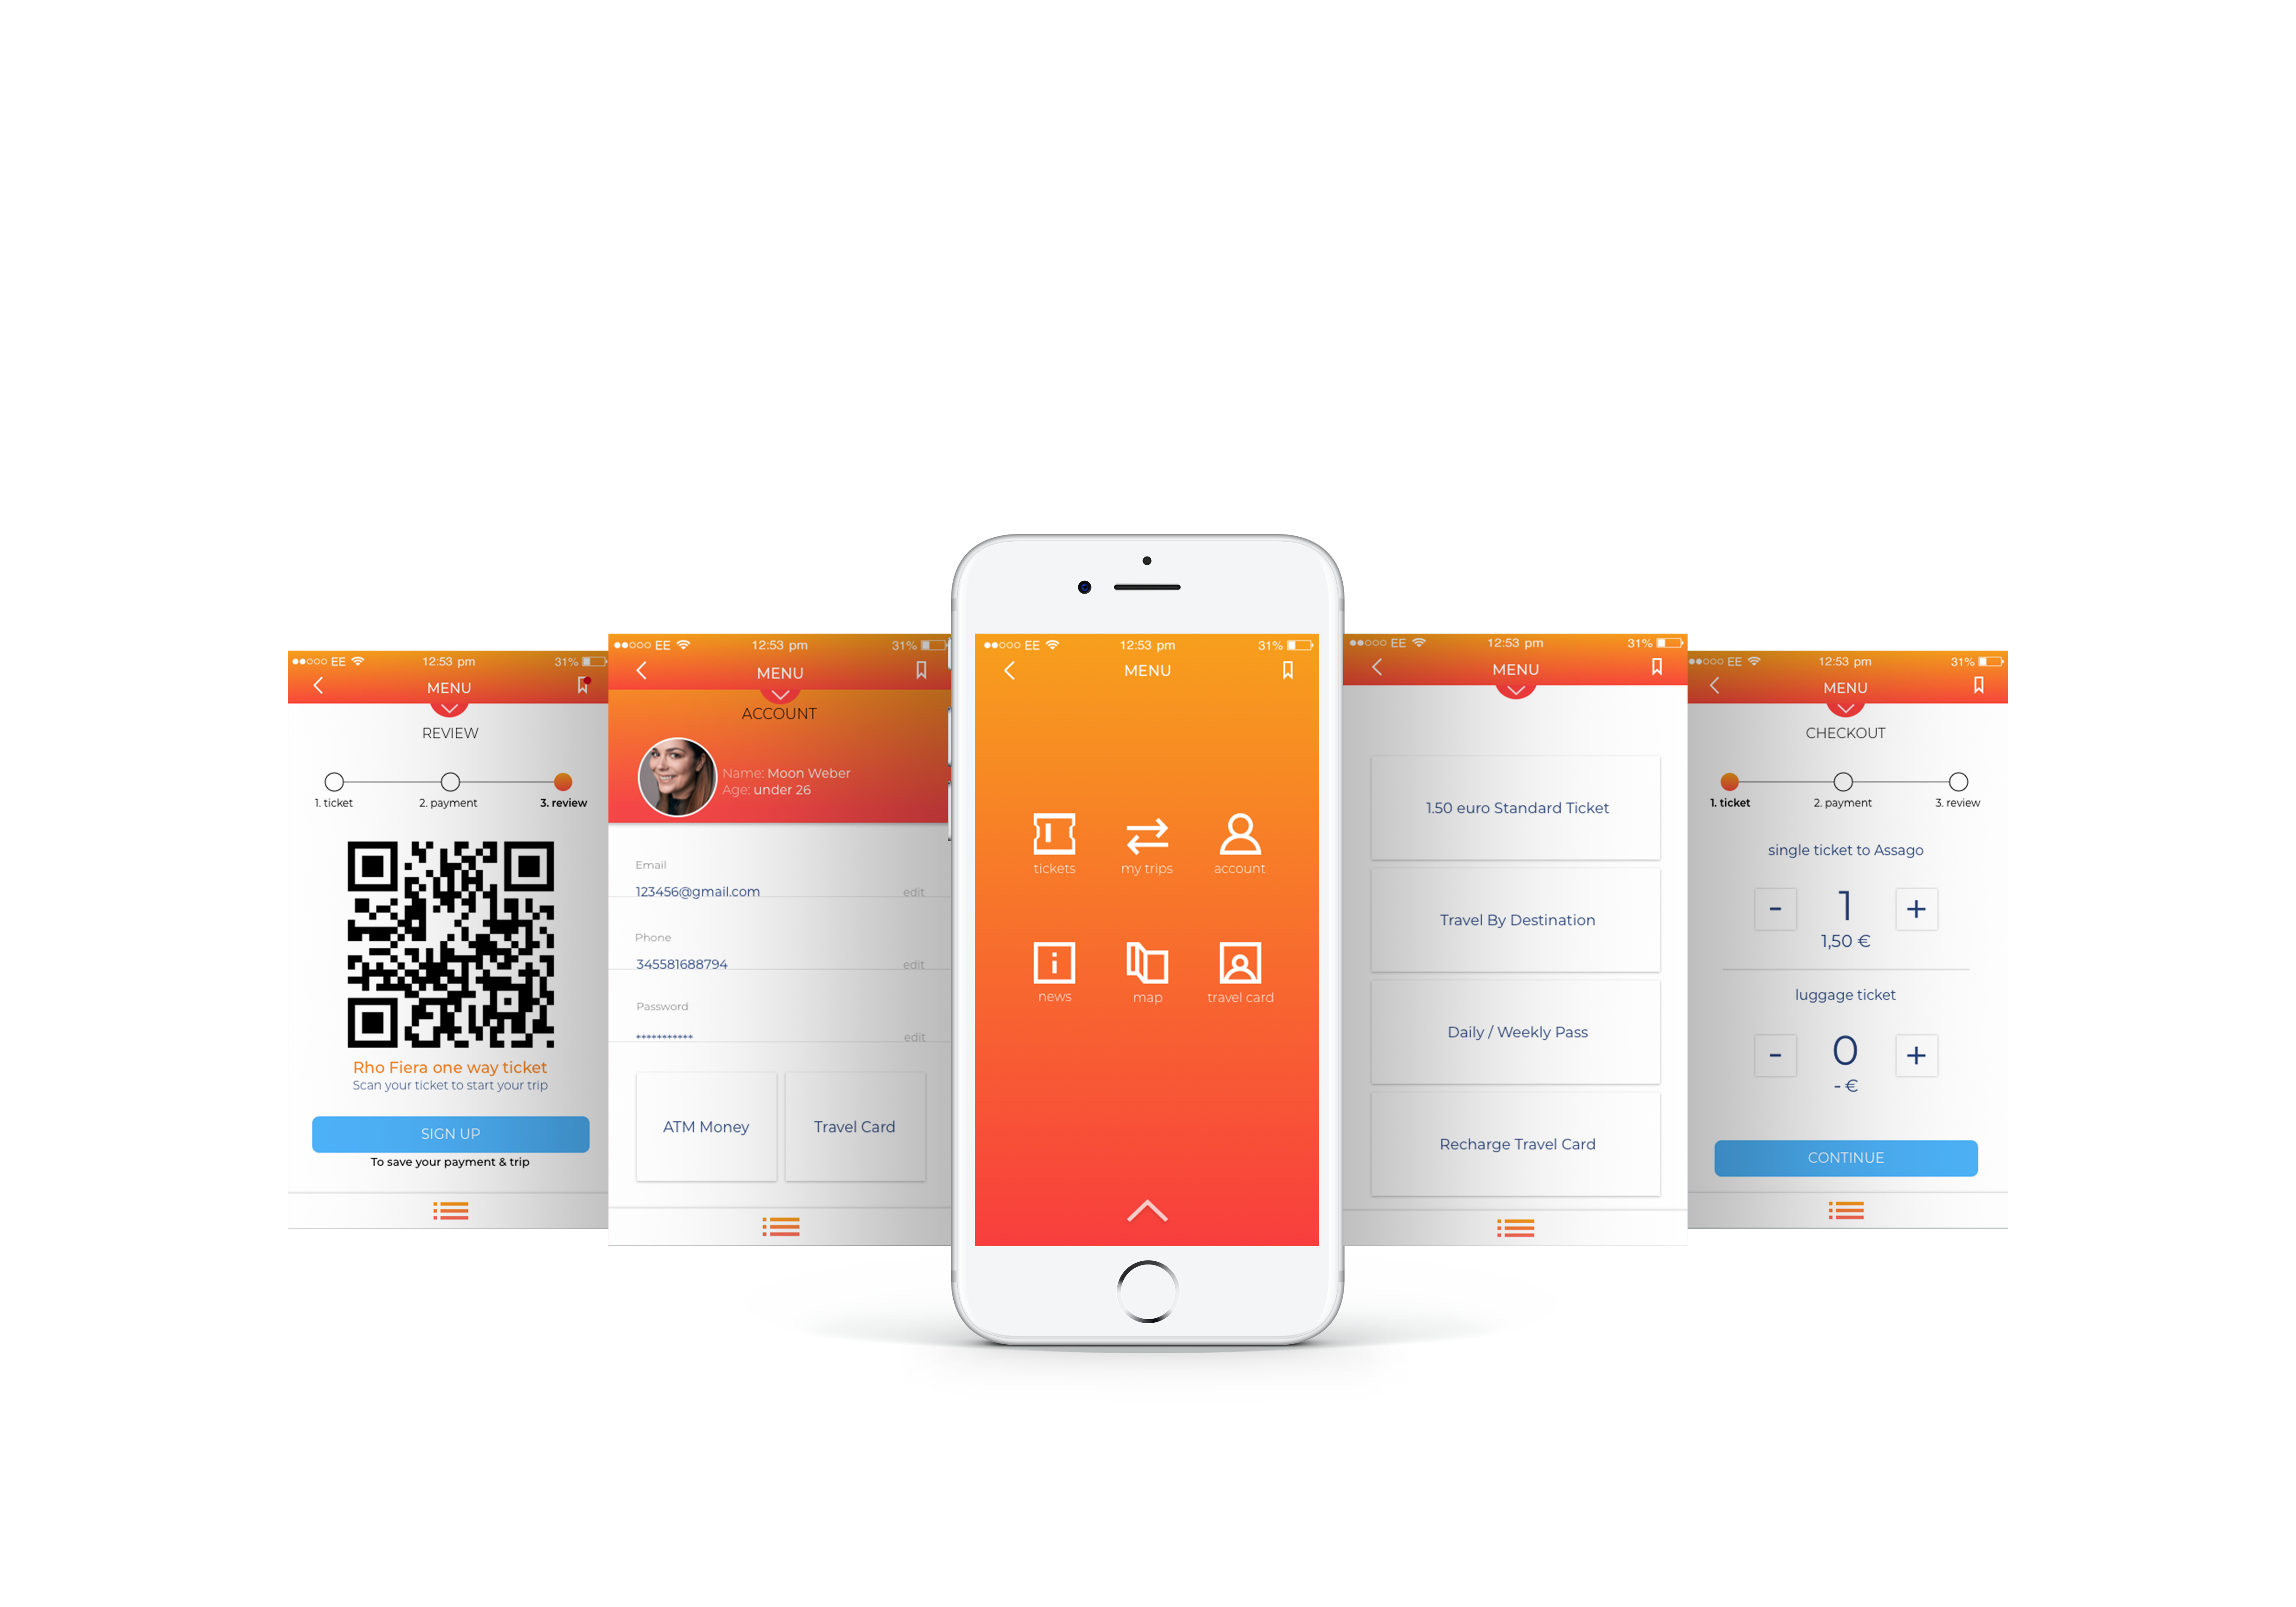 ●●○○○ EE 12:53 pm 31%
MENU
REVIEW
1. ticket 2. payment 3. review
Rho Fiera one way ticket
Scan your ticket to start your trip
SIGN UP
To save your payment & trip
●●○○○ EE 12:53 pm 31%
MENU
ACCOUNT
Name: Moon Weber
Age: under 26
Email
123456@gmail.com edit
Phone
345581688794 edit
Password
*********** edit
ATM Money Travel Card
●●○○○ EE 12:53 pm 31%
MENU
tickets my trips account
news map travel card
●●○○○ EE 12:53 pm 31%
MENU
1.50 euro Standard Ticket
Travel By Destination
Daily / Weekly Pass
Recharge Travel Card
●●○○○ EE 12:53 pm 31%
MENU
CHECKOUT
1. ticket 2. payment 3. review
single ticket to Assago
- 1 +
1,50 €
luggage ticket
- 0 +
- €
CONTINUE